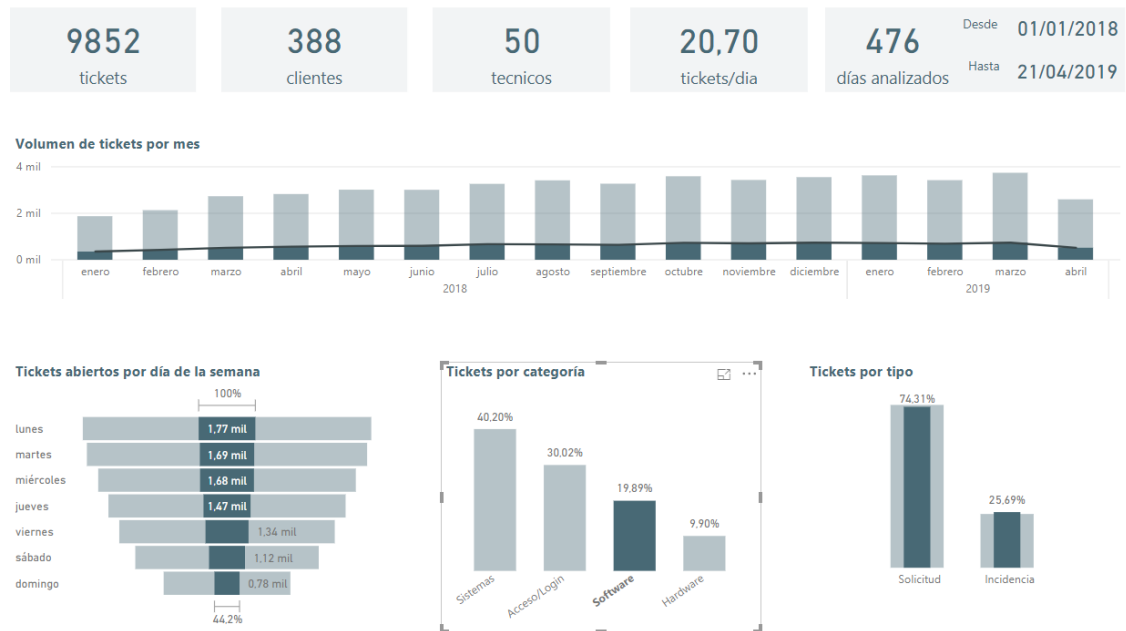 9852
tickets
388
clientes
50
tecnicos
20,70
tickets/dia
476
días analizados
Desde 01/01/2018
Hasta 21/04/2019
Volumen de tickets por mes
4 mil
2 mil
0 mil
enero febrero marzo abril mayo junio julio agosto septiembre octubre noviembre diciembre enero febrero marzo abril
2018 2019
Tickets abiertos por día de la semana
100%
lunes 1,77 mil
martes 1,69 mil
miércoles 1,68 mil
jueves 1,47 mil
viernes 1,34 mil
sábado 1,12 mil
domingo 0,78 mil
44,2%
Tickets por categoría
40,20%
30,02%
19,89%
9,90%
Sistemas Acceso/Login Software Hardware
Tickets por tipo
74,31%
25,69%
Solicitud Incidencia